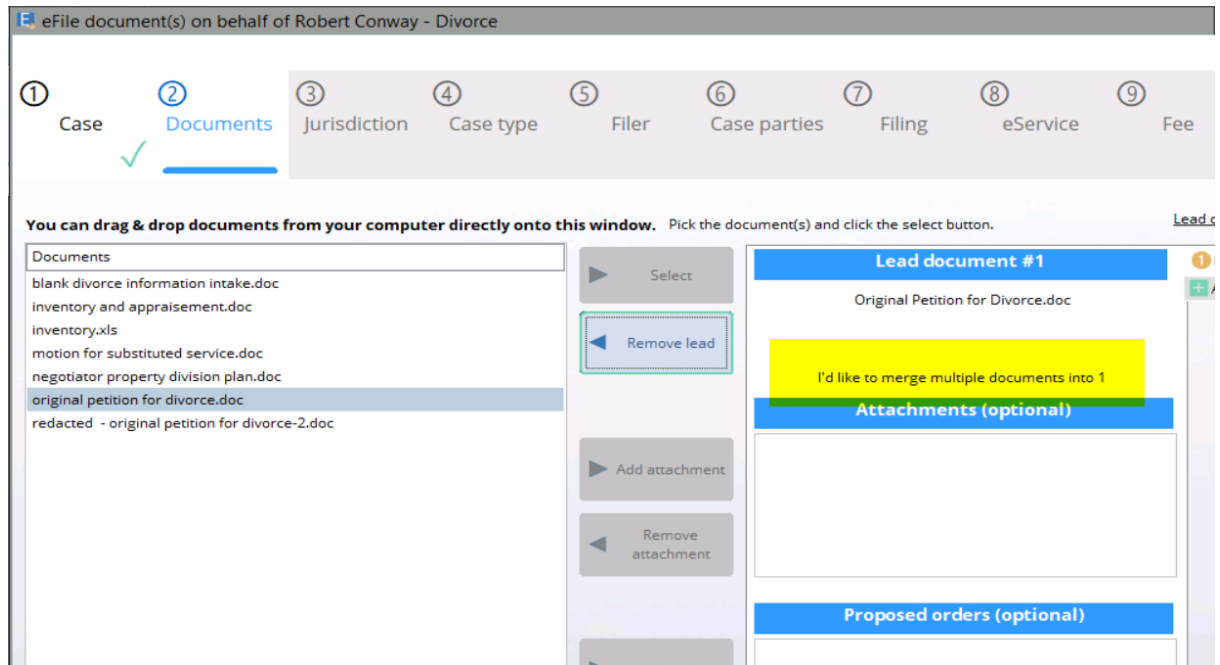 eFile document(s) on behalf of Robert Conway - Divorce
1 2 3 4 5 6 7 8 9
Case Documents Jurisdiction Case type Filer Case parties Filing eService Fee
You can drag & drop documents from your computer directly onto this window. Pick the document(s) and click the select button.
Lead
Documents
blank divorce information intake.doc
inventory and appraisement.doc
inventory.xls
motion for substituted service.doc
negotiator property division plan.doc
original petition for divorce.doc
redacted - original petition for divorce-2.doc
Select
Remove lead
Add attachment
Remove
attachment
Lead document #1
Original Petition for Divorce.doc
I'd like to merge multiple documents into 1
Attachments (optional)
Proposed orders (optional)
1